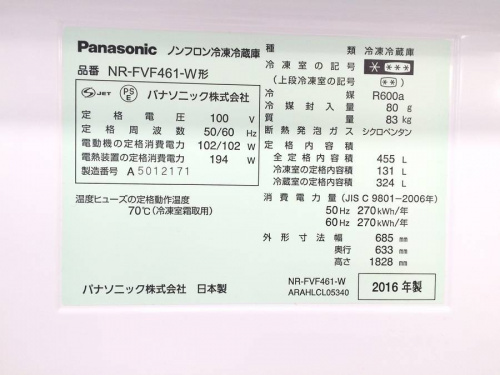 Panasonic ノンフロン冷凍冷蔵庫
品番 NR-FVF461-W形
S JET PS E パナソニック株式会社
定格電圧 100 V
定格周波数 50/60 Hz
電動機の定格消費電力 102/102 W
電熱装置の定格消費電力 194 W
製造番号 A 5012171
温度ヒューズの定格動作温度
70℃(冷凍室霜取用)
パナソニック株式会社 日本製
種類 冷凍冷蔵庫
冷凍室の記号 * ***
(上段冷凍室の記号) **
冷媒 R600a
冷媒封入量 80 g
質量 83 kg
断熱発泡ガス シクロペンタン
定格内容積
全定格内容積 455 L
冷凍室の定格内容積 131 L
冷蔵室の定格内容積 324 L
消費電力量(JIS C 9801-2006年)
50 Hz 270 kWh/年
60 Hz 270 kWh/年
外形寸法 幅 685 mm
奥行 633 mm
高さ 1828 mm
NR-FVF461-W
ARAHLCL05340
2016 年製